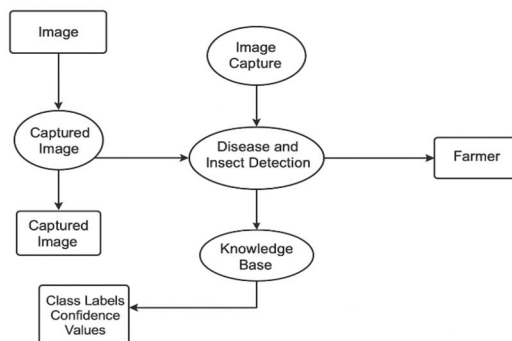 Image
Image
Capture
Captured
Image
Disease and
Insect Detection
Farmer
Captured
Image
Knowledge
Base
Class Labels
Confidence
Values